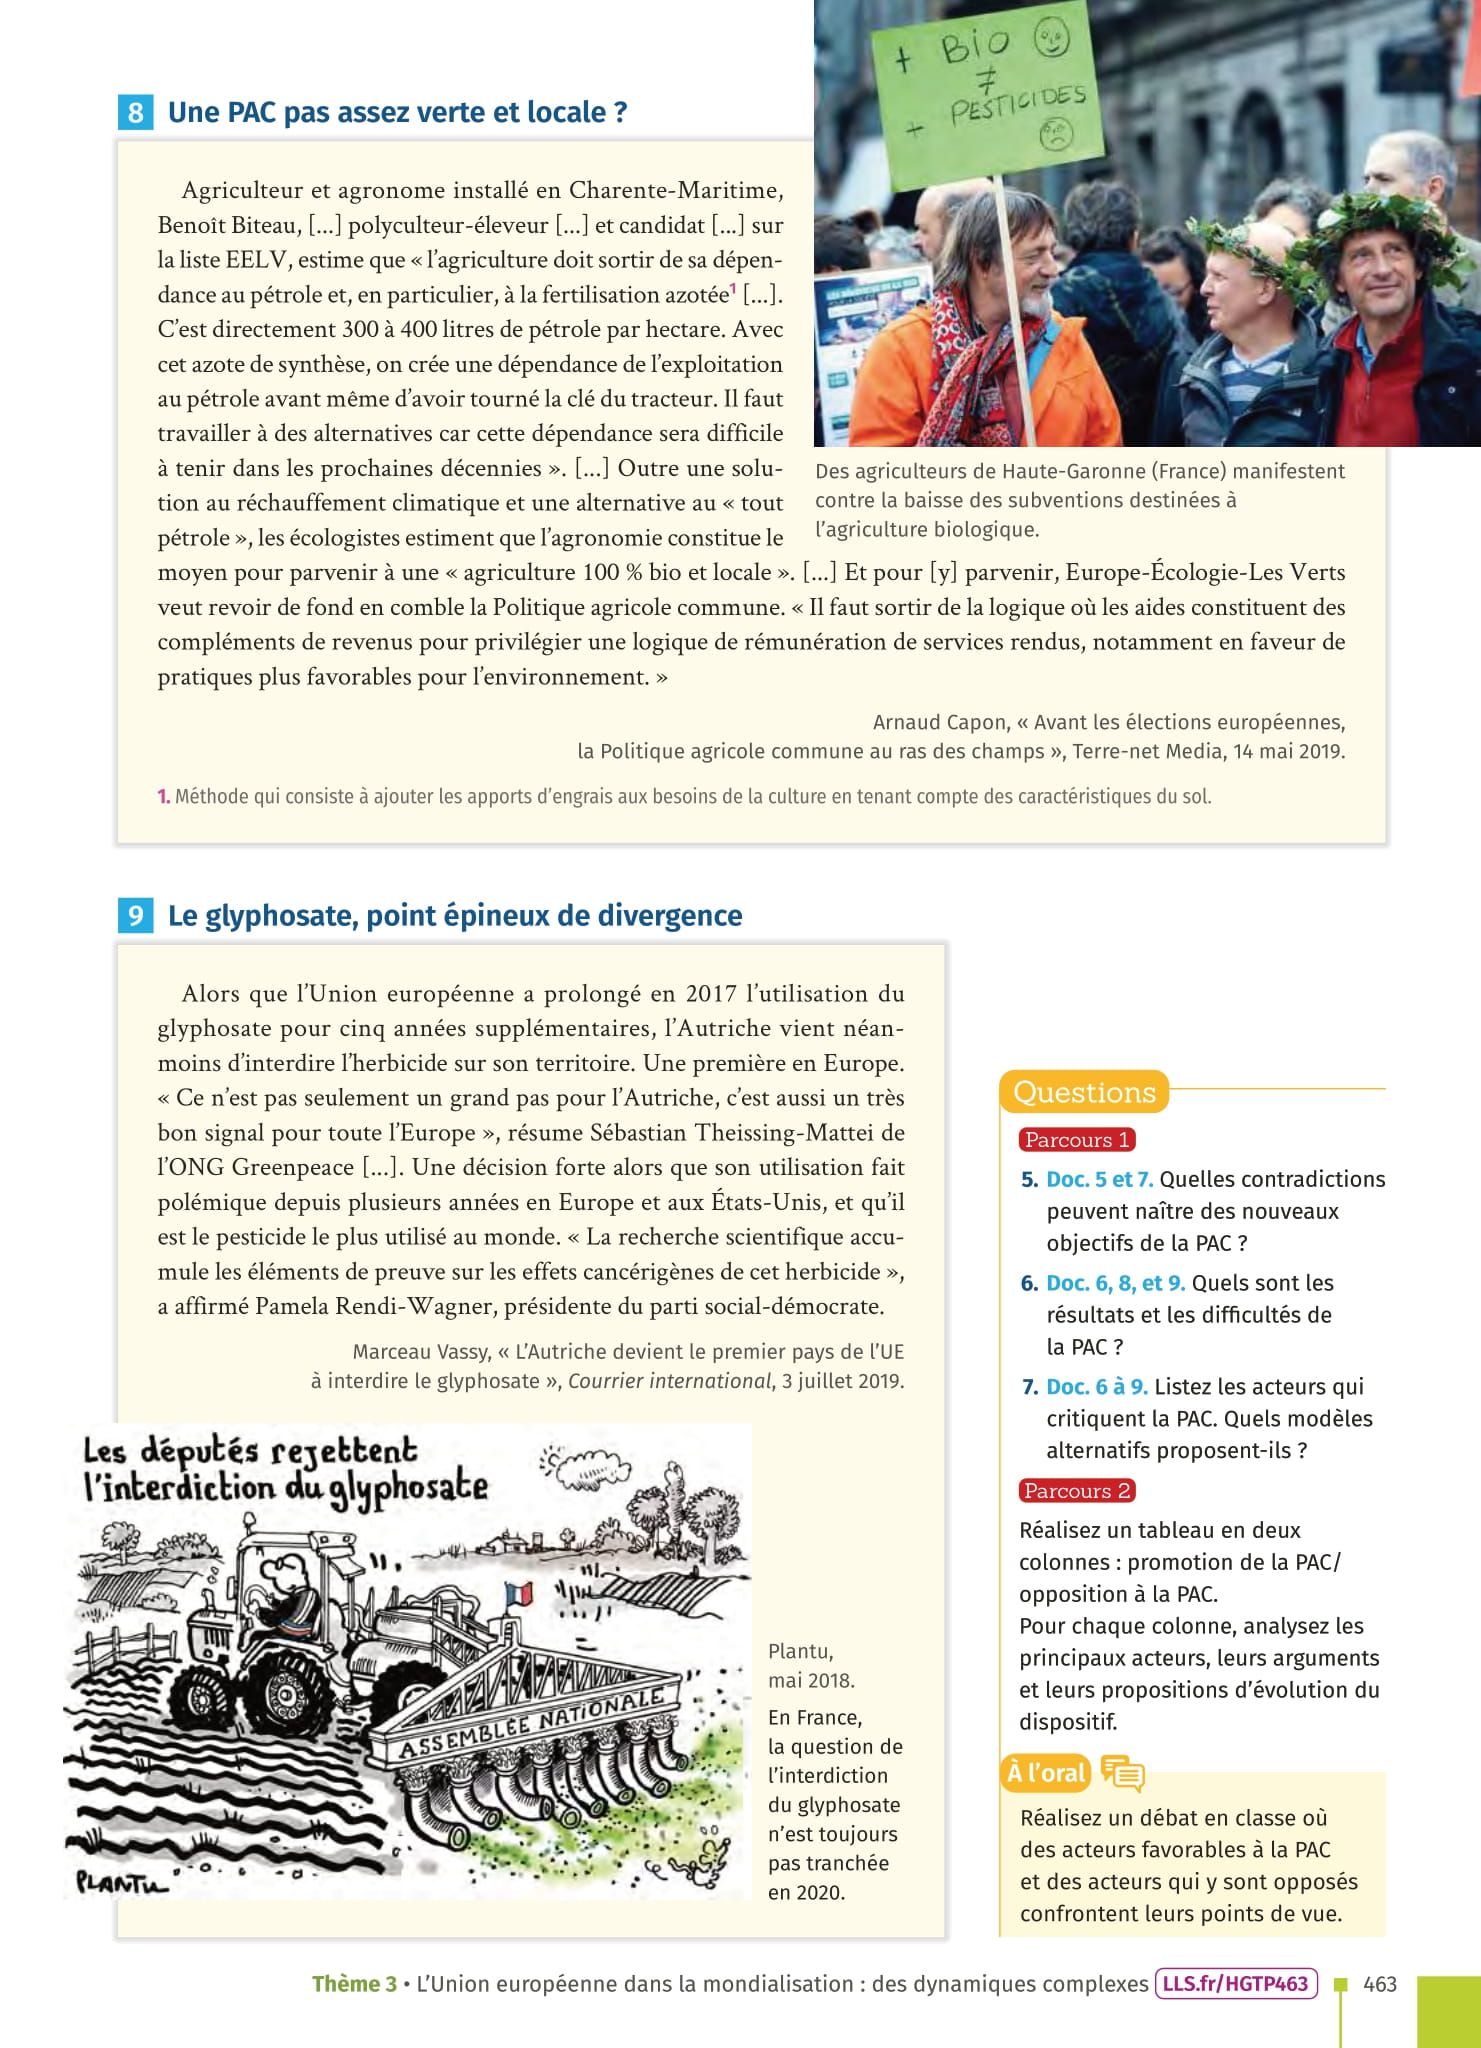 + BiO
≠
+ PESTICIDES
8 Une PAC pas assez verte et locale ?
Agriculteur et agronome installé en Charente-Maritime,
Benoît Biteau, [...] polyculteur-éleveur [...] et candidat [...] sur
la liste EELV, estime que « l’agriculture doit sortir de sa dépen-
dance au pétrole et, en particulier, à la fertilisation azotée¹ [...].
C’est directement 300 à 400 litres de pétrole par hectare. Avec
cet azote de synthèse, on crée une dépendance de l’exploitation
au pétrole avant même d’avoir tourné la clé du tracteur. Il faut
travailler à des alternatives car cette dépendance sera difficile
à tenir dans les prochaines décennies ». [...] Outre une solu-
tion au réchauffement climatique et une alternative au « tout
pétrole », les écologistes estiment que l’agronomie constitue le
moyen pour parvenir à une « agriculture 100 % bio et locale ». [...] Et pour [y] parvenir, Europe-Écologie-Les Verts
veut revoir de fond en comble la Politique agricole commune. « Il faut sortir de la logique où les aides constituent des
compléments de revenus pour privilégier une logique de rémunération de services rendus, notamment en faveur de
pratiques plus favorables pour l’environnement. »
Des agriculteurs de Haute-Garonne (France) manifestent
contre la baisse des subventions destinées à
l’agriculture biologique.
Arnaud Capon, « Avant les élections européennes,
la Politique agricole commune au ras des champs », Terre-net Media, 14 mai 2019.
1. Méthode qui consiste à ajouter les apports d’engrais aux besoins de la culture en tenant compte des caractéristiques du sol.
9 Le glyphosate, point épineux de divergence
Alors que l’Union européenne a prolongé en 2017 l’utilisation du
glyphosate pour cinq années supplémentaires, l’Autriche vient néan-
moins d’interdire l’herbicide sur son territoire. Une première en Europe.
« Ce n’est pas seulement un grand pas pour l’Autriche, c’est aussi un très
bon signal pour toute l’Europe », résume Sébastian Theissing-Mattei de
l’ONG Greenpeace [...]. Une décision forte alors que son utilisation fait
polémique depuis plusieurs années en Europe et aux États-Unis, et qu’il
est le pesticide le plus utilisé au monde. « La recherche scientifique accu-
mule les éléments de preuve sur les effets cancérigènes de cet herbicide »,
a affirmé Pamela Rendi-Wagner, présidente du parti social-démocrate.
Marceau Vassy, « L’Autriche devient le premier pays de l’UE
à interdire le glyphosate », Courrier international, 3 juillet 2019.
Les députés rejettent
l’interdiction du glyphosate
ASSEMBLÉE NATIONALE
PLANTU
Plantu,
mai 2018.
En France,
la question de
l’interdiction
du glyphosate
n’est toujours
pas tranchée
en 2020.
Questions
Parcours 1
5. Doc. 5 et 7. Quelles contradictions
peuvent naître des nouveaux
objectifs de la PAC ?
6. Doc. 6, 8, et 9. Quels sont les
résultats et les difficultés de
la PAC ?
7. Doc. 6 à 9. Listez les acteurs qui
critiquent la PAC. Quels modèles
alternatifs proposent-ils ?
Parcours 2
Réalisez un tableau en deux
colonnes : promotion de la PAC/
opposition à la PAC.
Pour chaque colonne, analysez les
principaux acteurs, leurs arguments
et leurs propositions d’évolution du
dispositif.
À l’oral
Réalisez un débat en classe où
des acteurs favorables à la PAC
et des acteurs qui y sont opposés
confrontent leurs points de vue.
Thème 3 • L’Union européenne dans la mondialisation : des dynamiques complexes LLS.fr/HGTP463 463